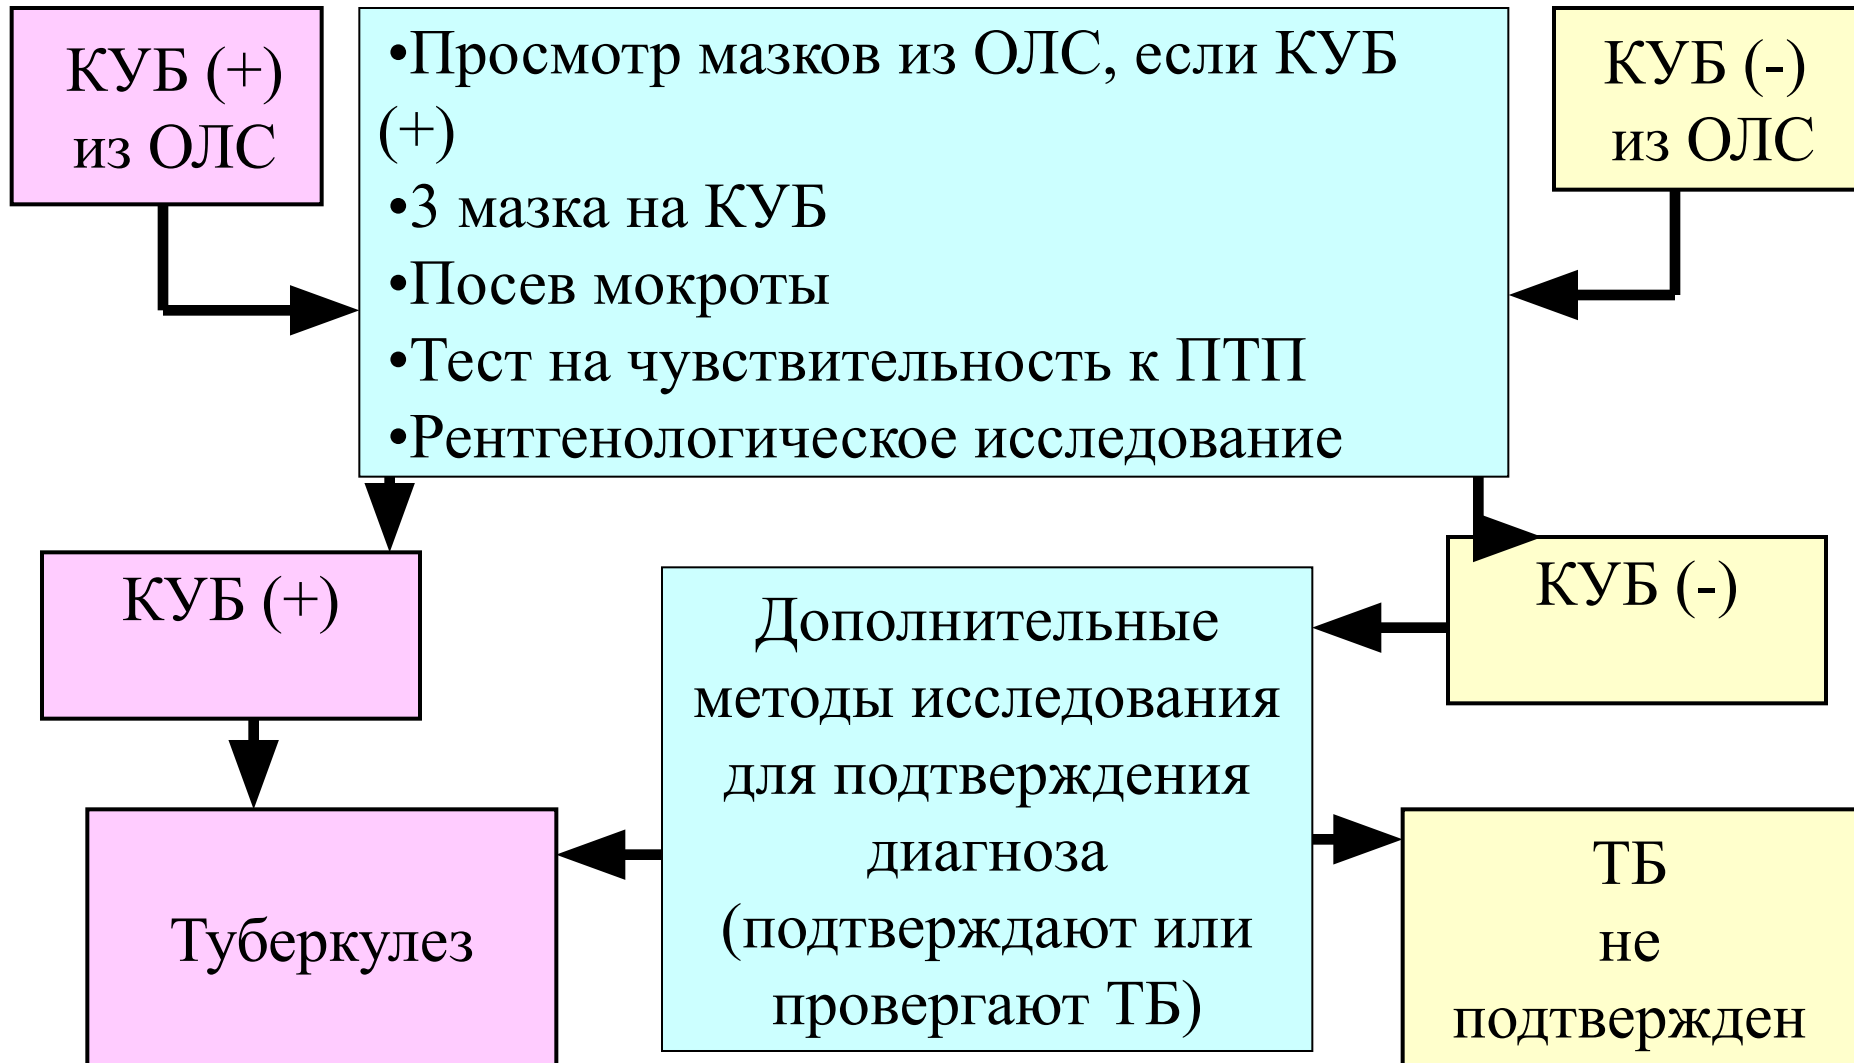 КУБ (+)
из ОЛС
•Просмотр мазков из ОЛС, если КУБ
(+)
•3 мазка на КУБ
•Посев мокроты
•Тест на чувствительность к ПТП
•Рентгенологическое исследование
КУБ (-)
из ОЛС
КУБ (+)
КУБ (-)
Дополнительные
методы исследования
для подтверждения
диагноза
(подтверждают или
провергают ТБ)
Туберкулез
ТБ
не
подтвержден